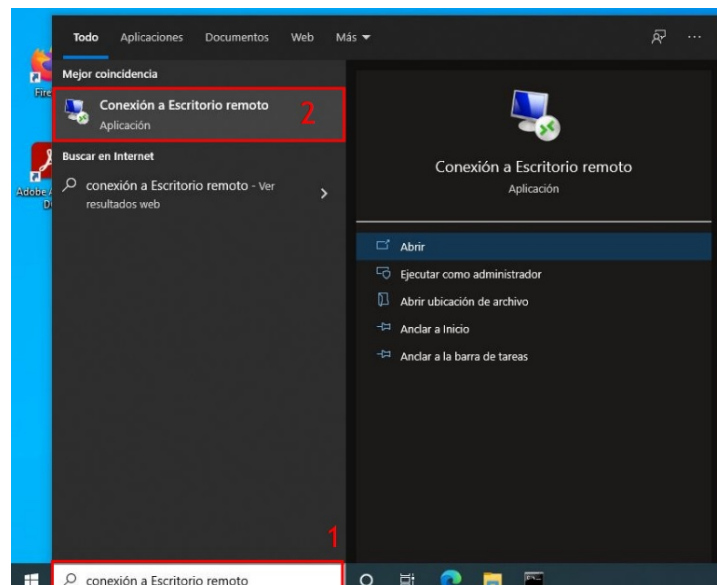 Todo Aplicaciones Documentos Web Más
Mejor coincidencia
Conexión a Escritorio remoto
Aplicación
2
Buscar en Internet
conexión a Escritorio remoto - Ver
resultados web
Conexión a Escritorio remoto
Aplicación
Abrir
Ejecutar como administrador
Abrir ubicación de archivo
Anclar a Inicio
Anclar a la barra de tareas
Adobe
1
conexión a Escritorio remoto